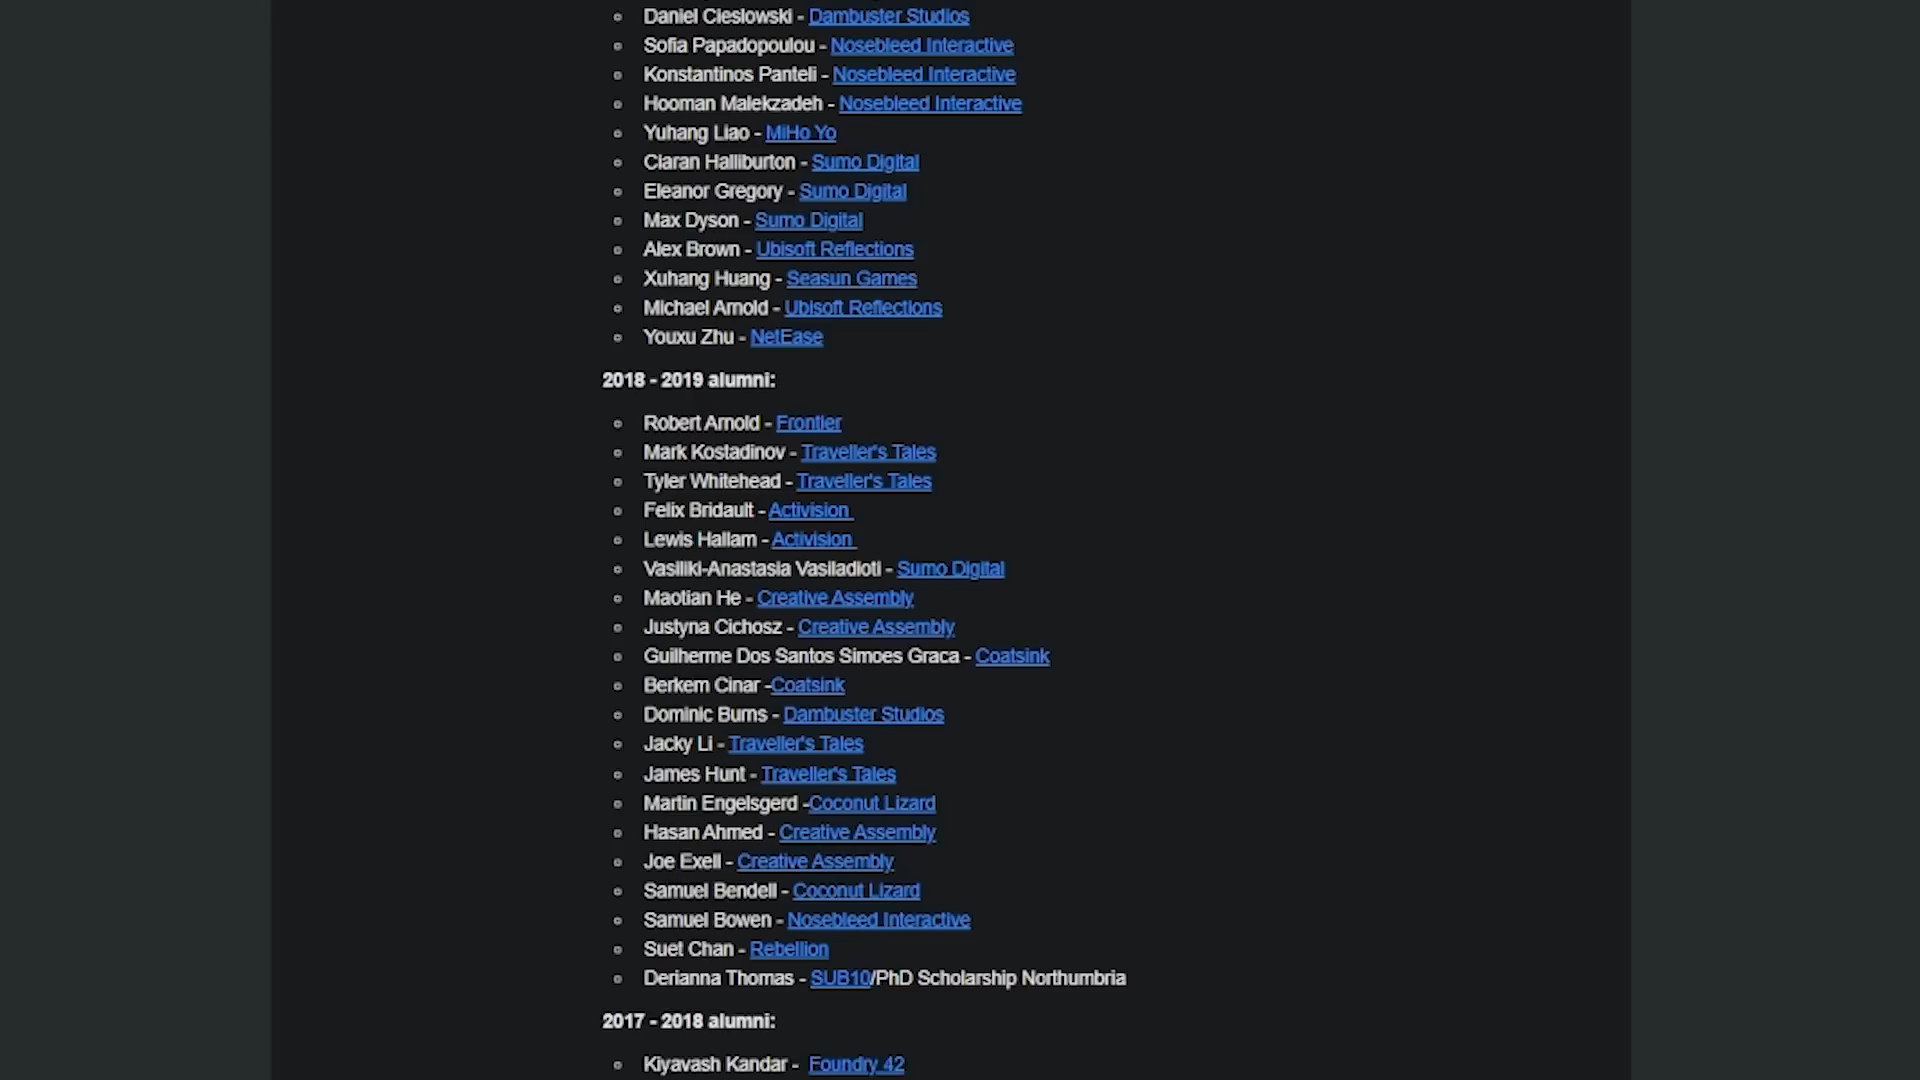 Daniel Cieslowski - Dambuster Studios
Sofia Papadopoulou - Nosebleed Interactive
Konstantinos Panteli - Nosebleed Interactive
Hooman Malekzadeh - Nosebleed Interactive
Yuhang Liao - MiHo Yo
Ciaran Halliburton - Sumo Digital
Eleanor Gregory - Sumo Digital
Max Dyson - Sumo Digital
Alex Brown - Ubisoft Reflections
Xuhang Huang - Seasun Games
Michael Arnold - Ubisoft Reflections
Youxu Zhu - NetEase
2018 - 2019 alumni:
Robert Arnold - Frontier
Mark Kostadinov - Traveller's Tales
Tyler Whitehead - Traveller's Tales
Felix Bridault - Activision
Lewis Hallam - Activision
Vasiliki-Anastasia Vasiladioti - Sumo Digital
Maotian He - Creative Assembly
Justyna Cichosz - Creative Assembly
Guilherme Dos Santos Simoes Graca - Coatsink
Berkem Cinar -Coatsink
Dominic Burns - Dambuster Studios
Jacky Li - Traveller's Tales
James Hunt - Traveller's Tales
Martin Engelsgerd -Coconut Lizard
Hasan Ahmed - Creative Assembly
Joe Exell - Creative Assembly
Samuel Bendell - Coconut Lizard
Samuel Bowen - Nosebleed Interactive
Suet Chan - Rebellion
Derianna Thomas - SUB10/PhD Scholarship Northumbria
2017 - 2018 alumni:
Kiyavash Kandar - Foundry 42